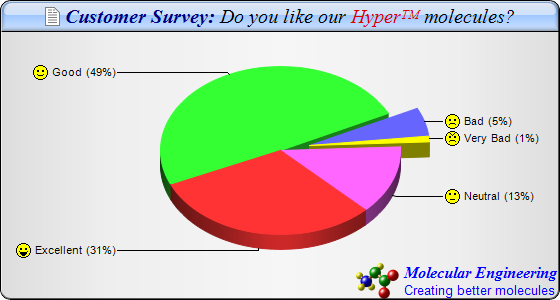 Customer Survey: Do you like our Hyper™ molecules?
Good (49%)
Bad (5%)
Very Bad (1%)
Neutral (13%)
Excellent (31%)
Molecular Engineering
Creating better molecules